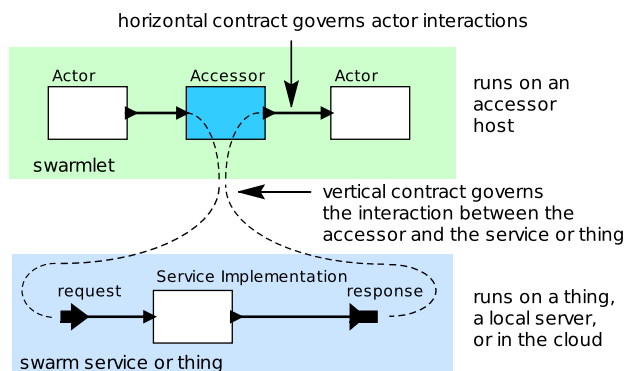 horizontal contract governs actor interactions
Actor
Accessor
Actor
runs on an
accessor
host
swarmlet
vertical contract governs
the interaction between the
accessor and the service or thing
Service Implementation
request
response
runs on a thing,
a local server,
or in the cloud
swarm service or thing